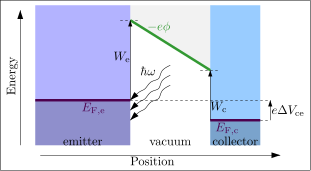 Energy
−eϕ
W_e
ℏω
E_F,e
W_c
E_F,c
eΔV_ce
emitter
vacuum
collector
Position